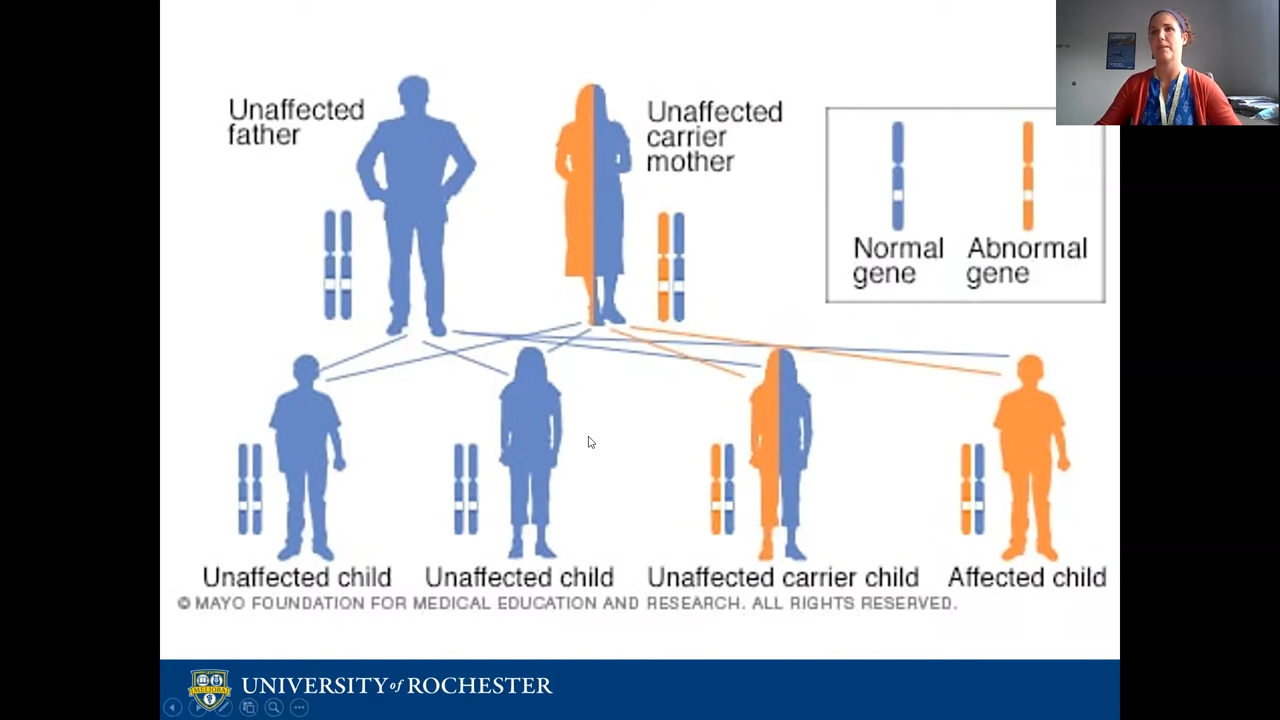 Unaffected
father
Unaffected
carrier
mother
Normal
gene
Abnormal
gene
Unaffected child
Unaffected child
Unaffected carrier child
Affected child
© MAYO FOUNDATION FOR MEDICAL EDUCATION AND RESEARCH. ALL RIGHTS RESERVED.
MELIORA
UNIVERSITY of ROCHESTER